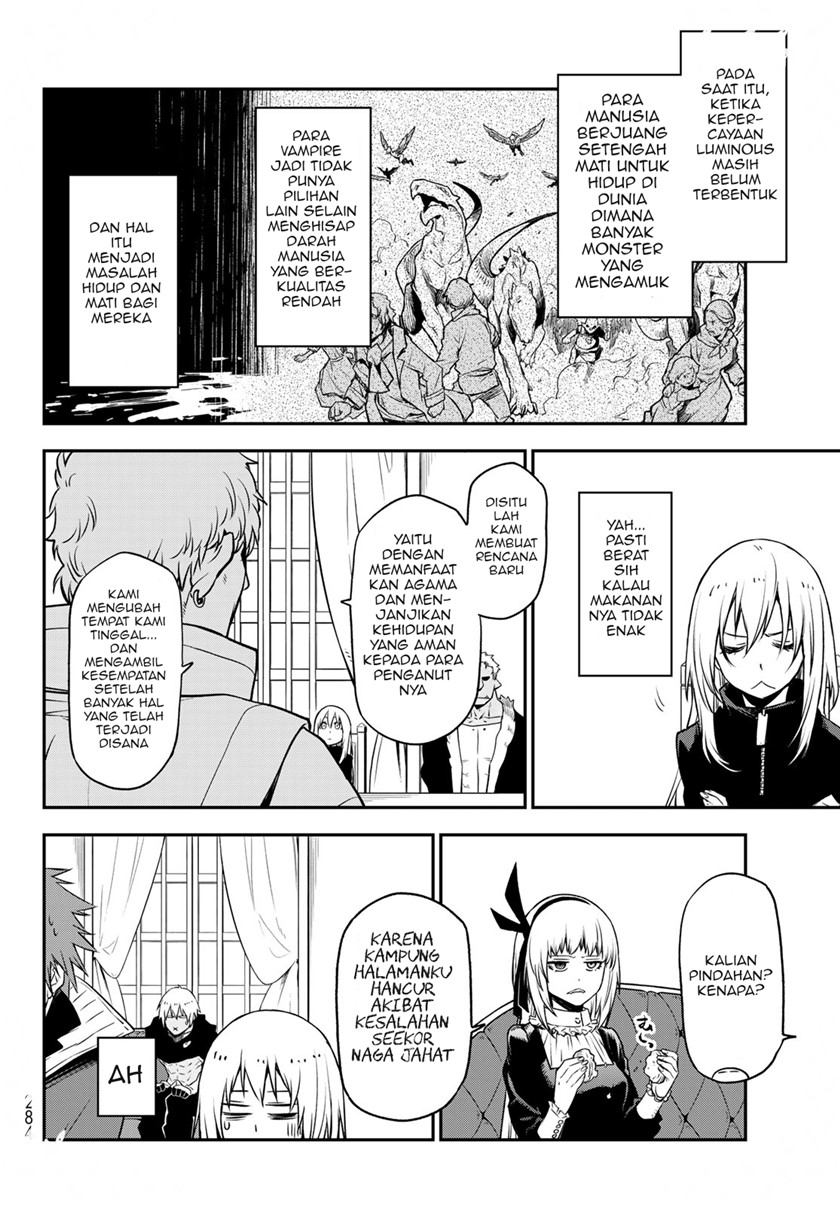 PADA
SAAT ITU,
KETIKA
KEPER-
CAYAAN
LUMINOUS
MASIH
BELUM
TERBENTUK
PARA
MANUSIA
BERJUANG
SETENGAH
MATI UNTUK
HIDUP DI
DUNIA
DIMANA
BANYAK
MONSTER
YANG
MENGAMUK
PARA
VAMPIRE
JADI TIDAK
PUNYA
PILIHAN
LAIN SELAIN
MENGHISAP
DARAH
MANUSIA
YANG BER-
KUALITAS
RENDAH
DAN HAL
ITU
MENJADI
MASALAH
HIDUP DAN
MATI BAGI
MEREKA
YAH...
PASTI
BERAT
SIH
KALAU
MAKANAN
NYA TIDAK
ENAK
DISITU
LAH
KAMI
MEMBUAT
RENCANA
BARU
YAITU
DENGAN
MEMANFAAT
KAN AGAMA
DAN MEN-
JANJIKAN
KEHIDUPAN
YANG AMAN
KEPADA PARA
PENGANUT
NYA
KAMI
MENGUBAH
TEMPAT KAMI
TINGGAL...
DAN
MENGAMBIL
KESEMPATAN
SETELAH
BANYAK HAL
YANG TELAH
TERJADI
DISANA
KALIAN
PINDAHAN?
KENAPA?
KARENA
KAMPUNG
HALAMANKU
HANCUR
AKIBAT
KESALAHAN
SEEKOR
NAGA JAHAT
AH
287